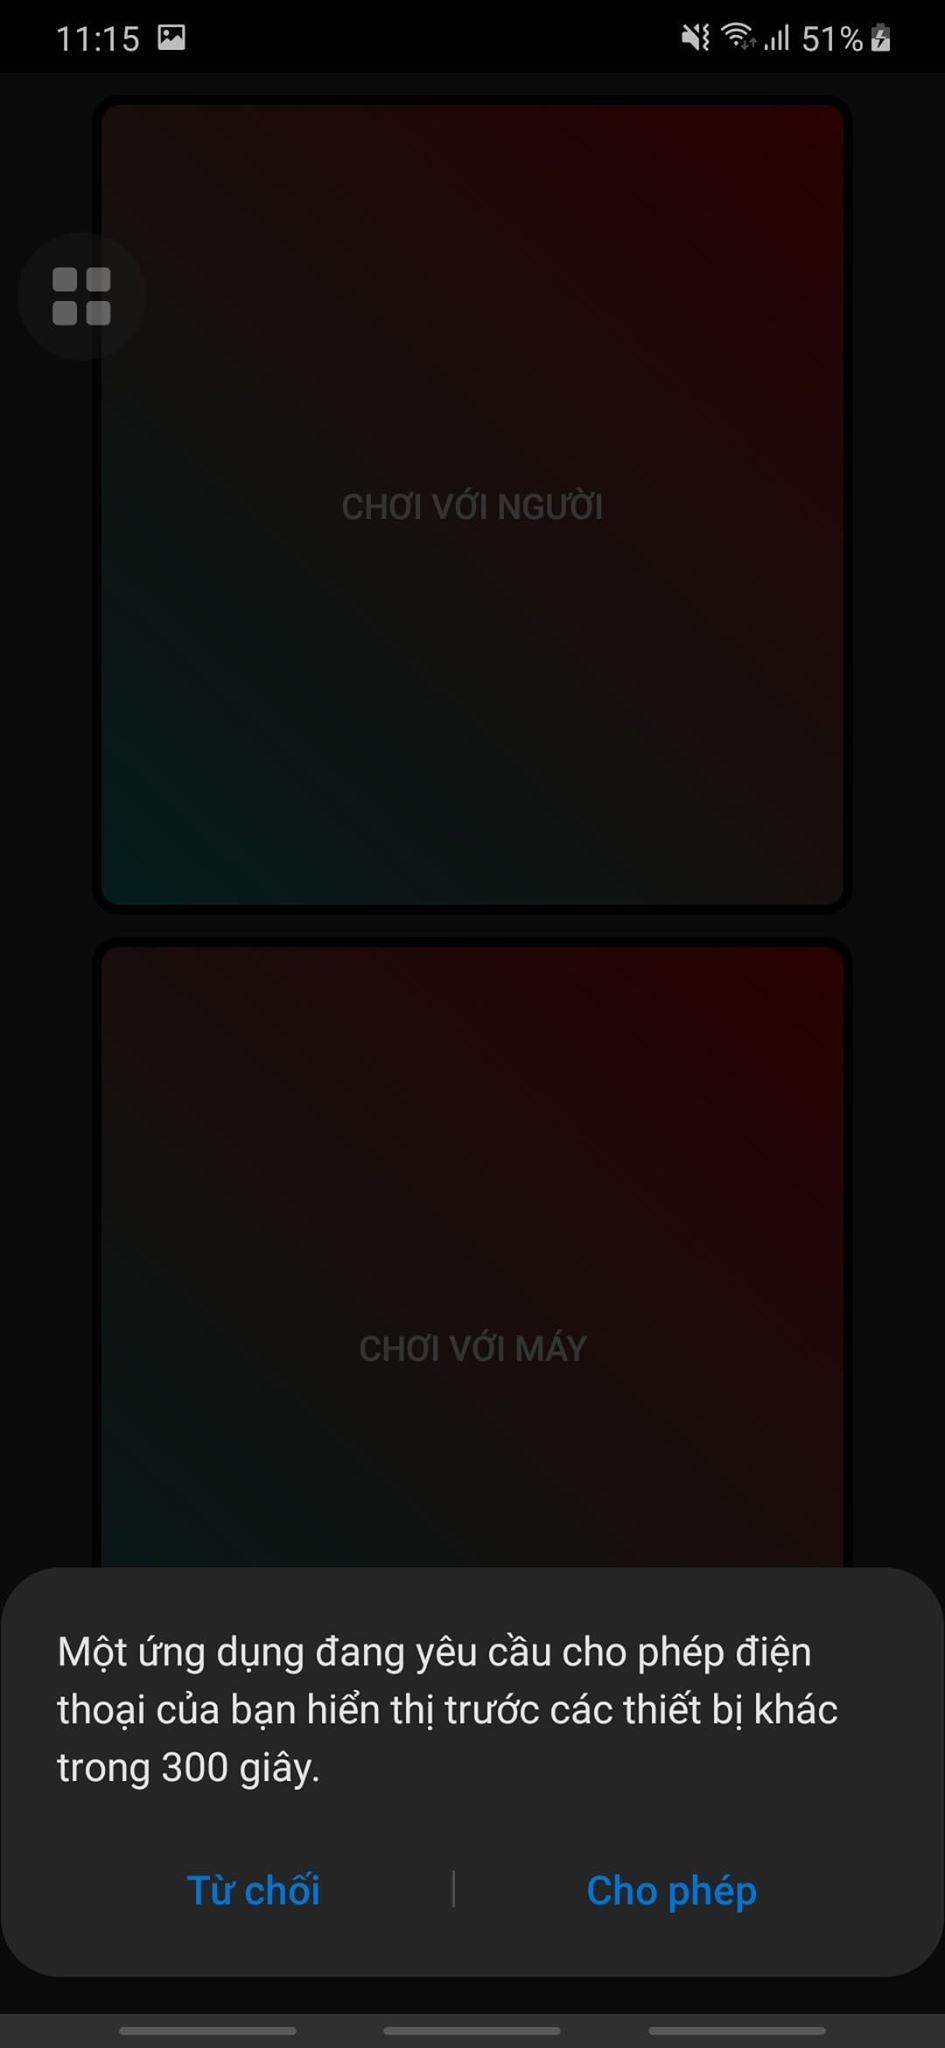 11:15
51%
CHƠI VỚI NGƯỜI
CHƠI VỚI MÁY
Một ứng dụng đang yêu cầu cho phép điện
thoại của bạn hiển thị trước các thiết bị khác
trong 300 giây.
Từ chối
Cho phép